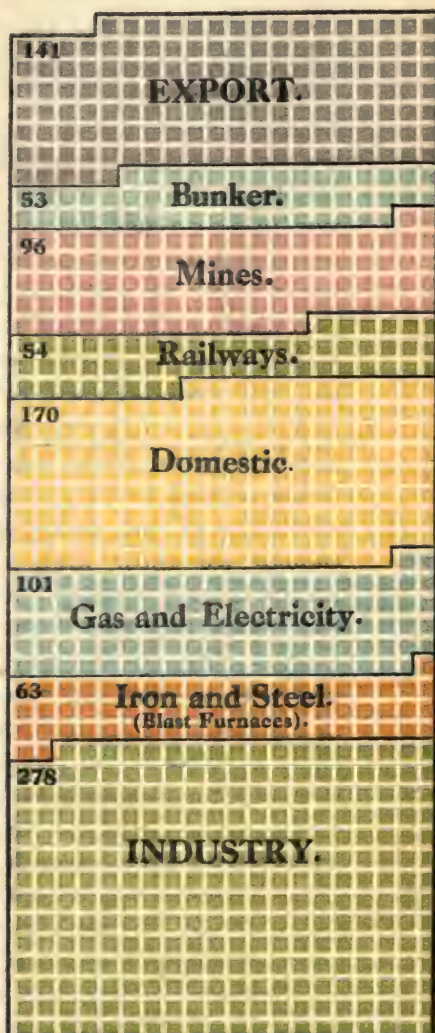 141
EXPORT.
53
Bunker.
96
Mines.
54
Railways.
170
Domestic.
101
Gas and Electricity.
63
Iron and Steel.
(Blast Furnaces).
278
INDUSTRY.